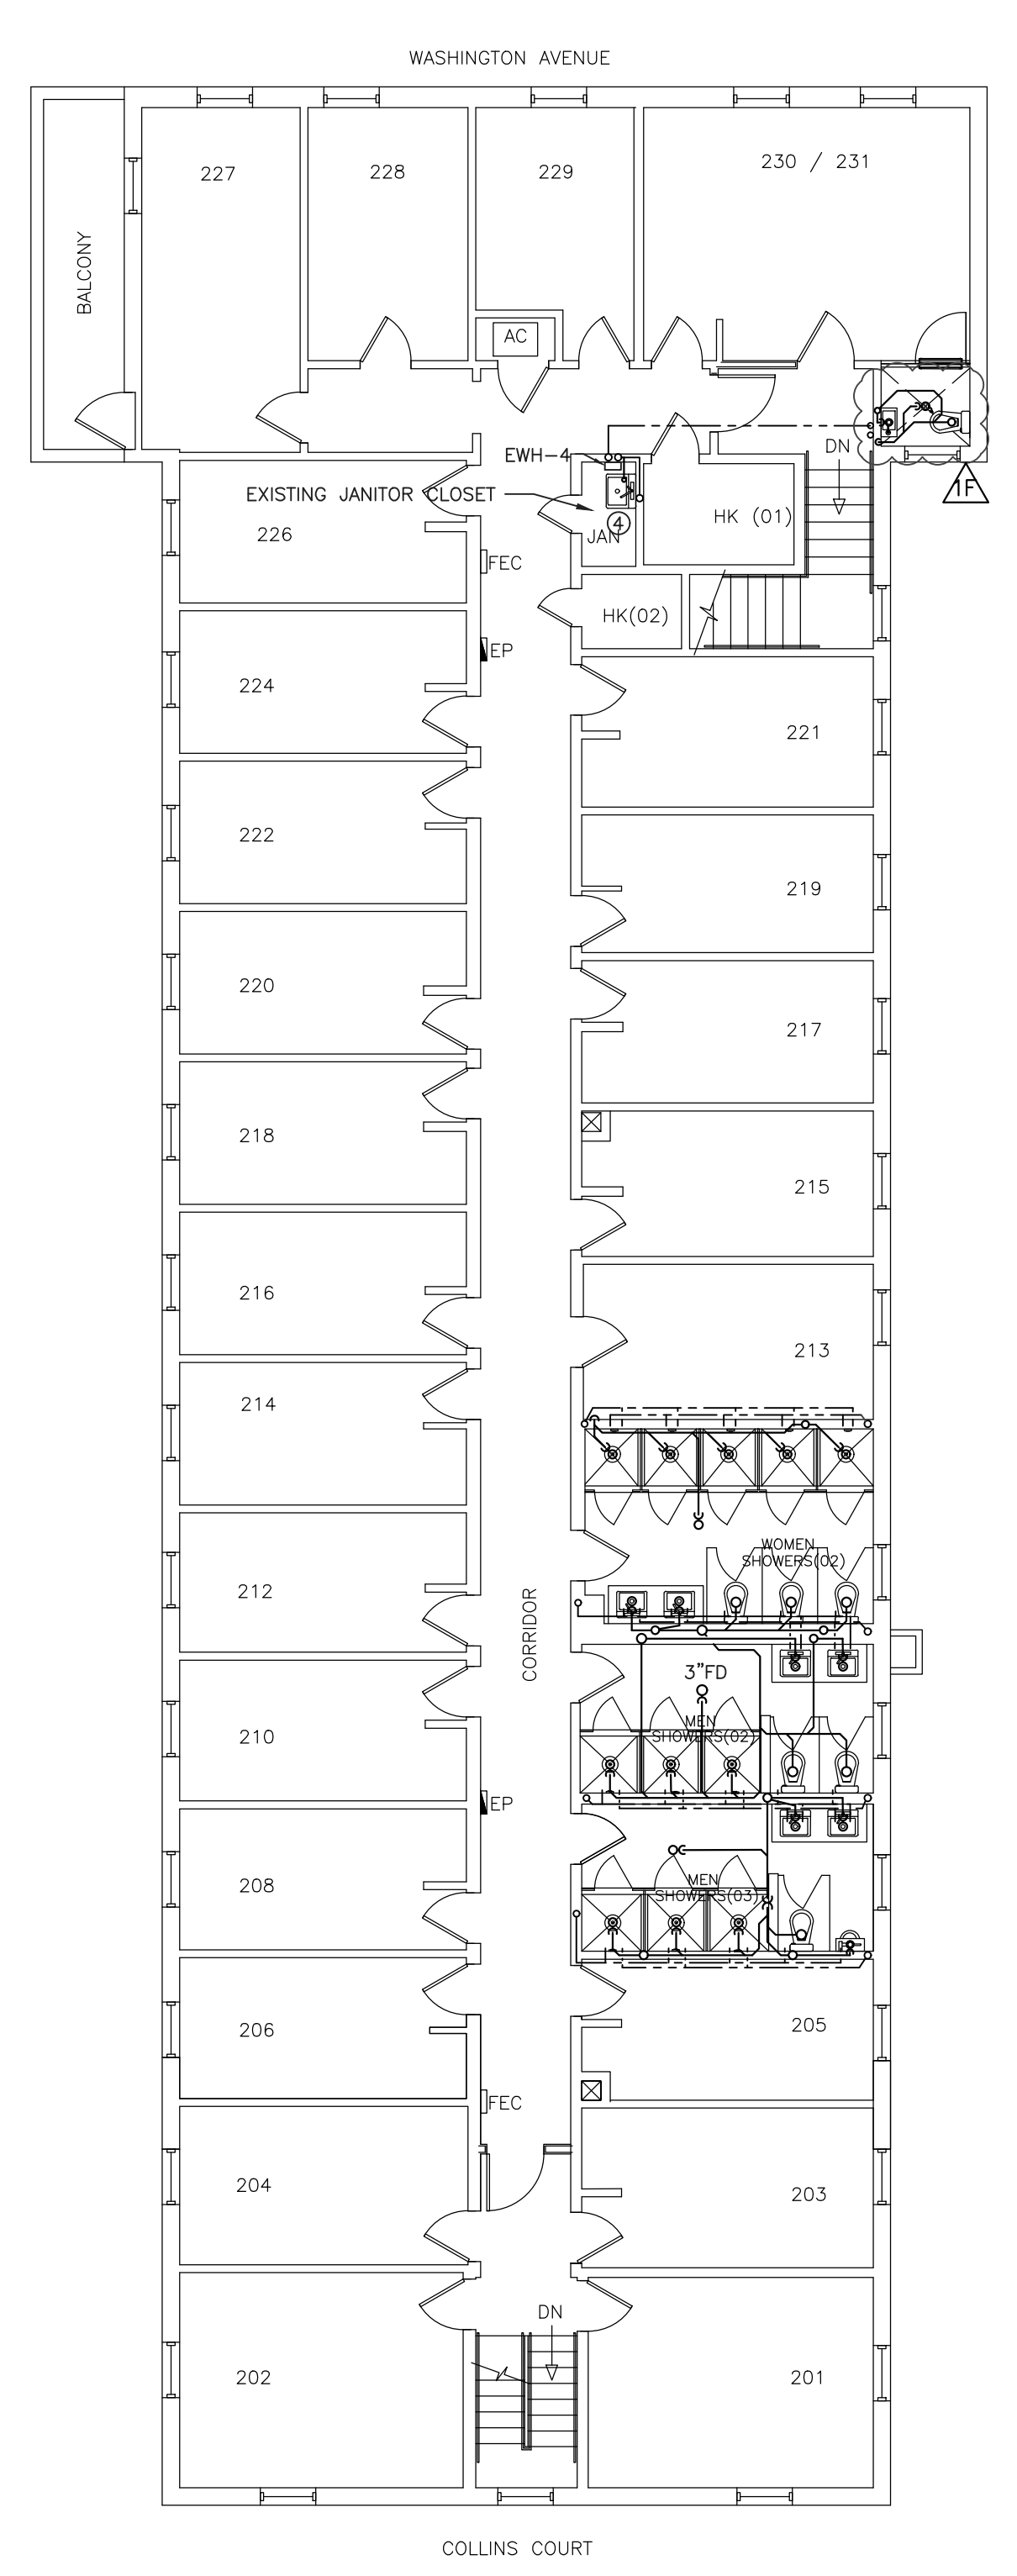 WASHINGTON AVENUE
227
228
229
230 / 231
BALCONY
AC
EWH-4
DN
EXISTING JANITOR CLOSET
1F
HK (01)
4
JAN
226
FEC
HK(02)
EP
224
221
222
219
220
217
218
215
216
213
214
WOMEN
SHOWERS(02)
212
CORRIDOR
3"FD
MEN
SHOWERS(02)
210
EP
MEN
SHOWERS(03)
208
205
206
FEC
204
203
DN
202
201
COLLINS COURT